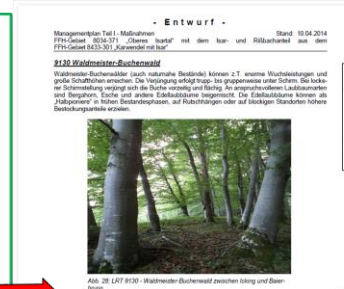 - Entwurf -
Managementplan Teil I - Maßnahmen Stand: 10.04.2014
FFH-Gebiet 8034-371 „Oberes Isartal“ mit dem Isar- und Rißbachanteil aus dem
FFH-Gebiet 8433-301 „Karwendel mit Isar“
9130 Waldmeister-Buchenwald
Waldmeister-Buchenwälder (auch naturnahe Bestände) können z.T. enorme Wuchsleistungen und
große Schafthöhen erreichen. Die Verjüngung erfolgt trupp- bis gruppenweise unter Schirm. Bei locke-
rer Schirmstellung verjüngt sich die Buche vorzeitig und flächig. An anspruchsvolleren Laubbaumarten
sind Bergahorn, Esche und andere Edellaubbäume beigemischt. Die Edellaubbäume können als
„Halbpioniere“ in frühen Bestandesphasen, auf Rutschhängen oder auf blockigen Standorten höhere
Bestockungsanteile erzielen.
Abb. 28: LRT 9130 - Waldmeister-Buchenwald zwischen Icking und Baier-